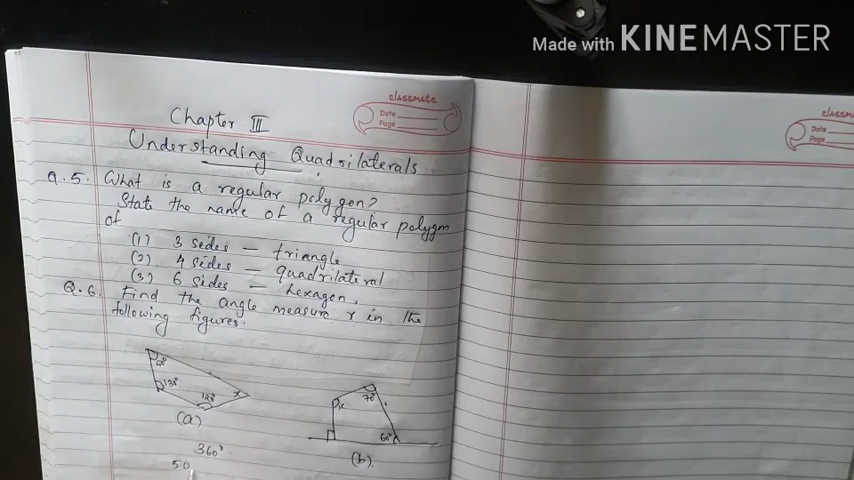 Made with KINEMASTER
classmate
Date
Page
classma
Date
Page
Chapter III
Understanding Quadrilaterals
Q.5. What is a regular polygon?
State the name of a regular polygon
of
(1) 3 sides – triangle
(2) 4 sides – quadrilateral
(3) 6 sides – hexagon.
Q.6. Find the angle measure x in the
following figures.
130°
120°
x
(a)
x
70°
60°
(b).
360°
50